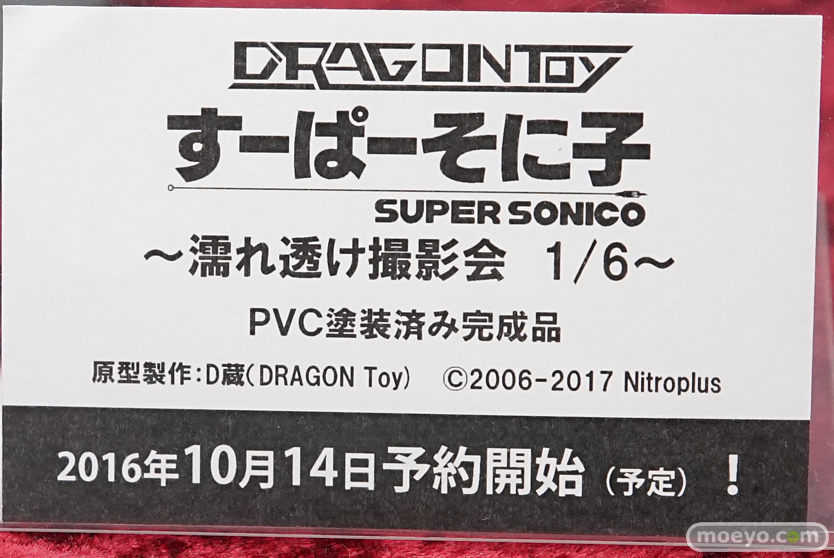 DRAGONTOY
すーぱーそに子
SUPER SONICO
～濡れ透け撮影会 1/6～
PVC塗装済み完成品
原型製作:D蔵(DRAGON Toy) ©2006-2017 Nitroplus
2016年10月14日予約開始（予定）！
moeyo.com